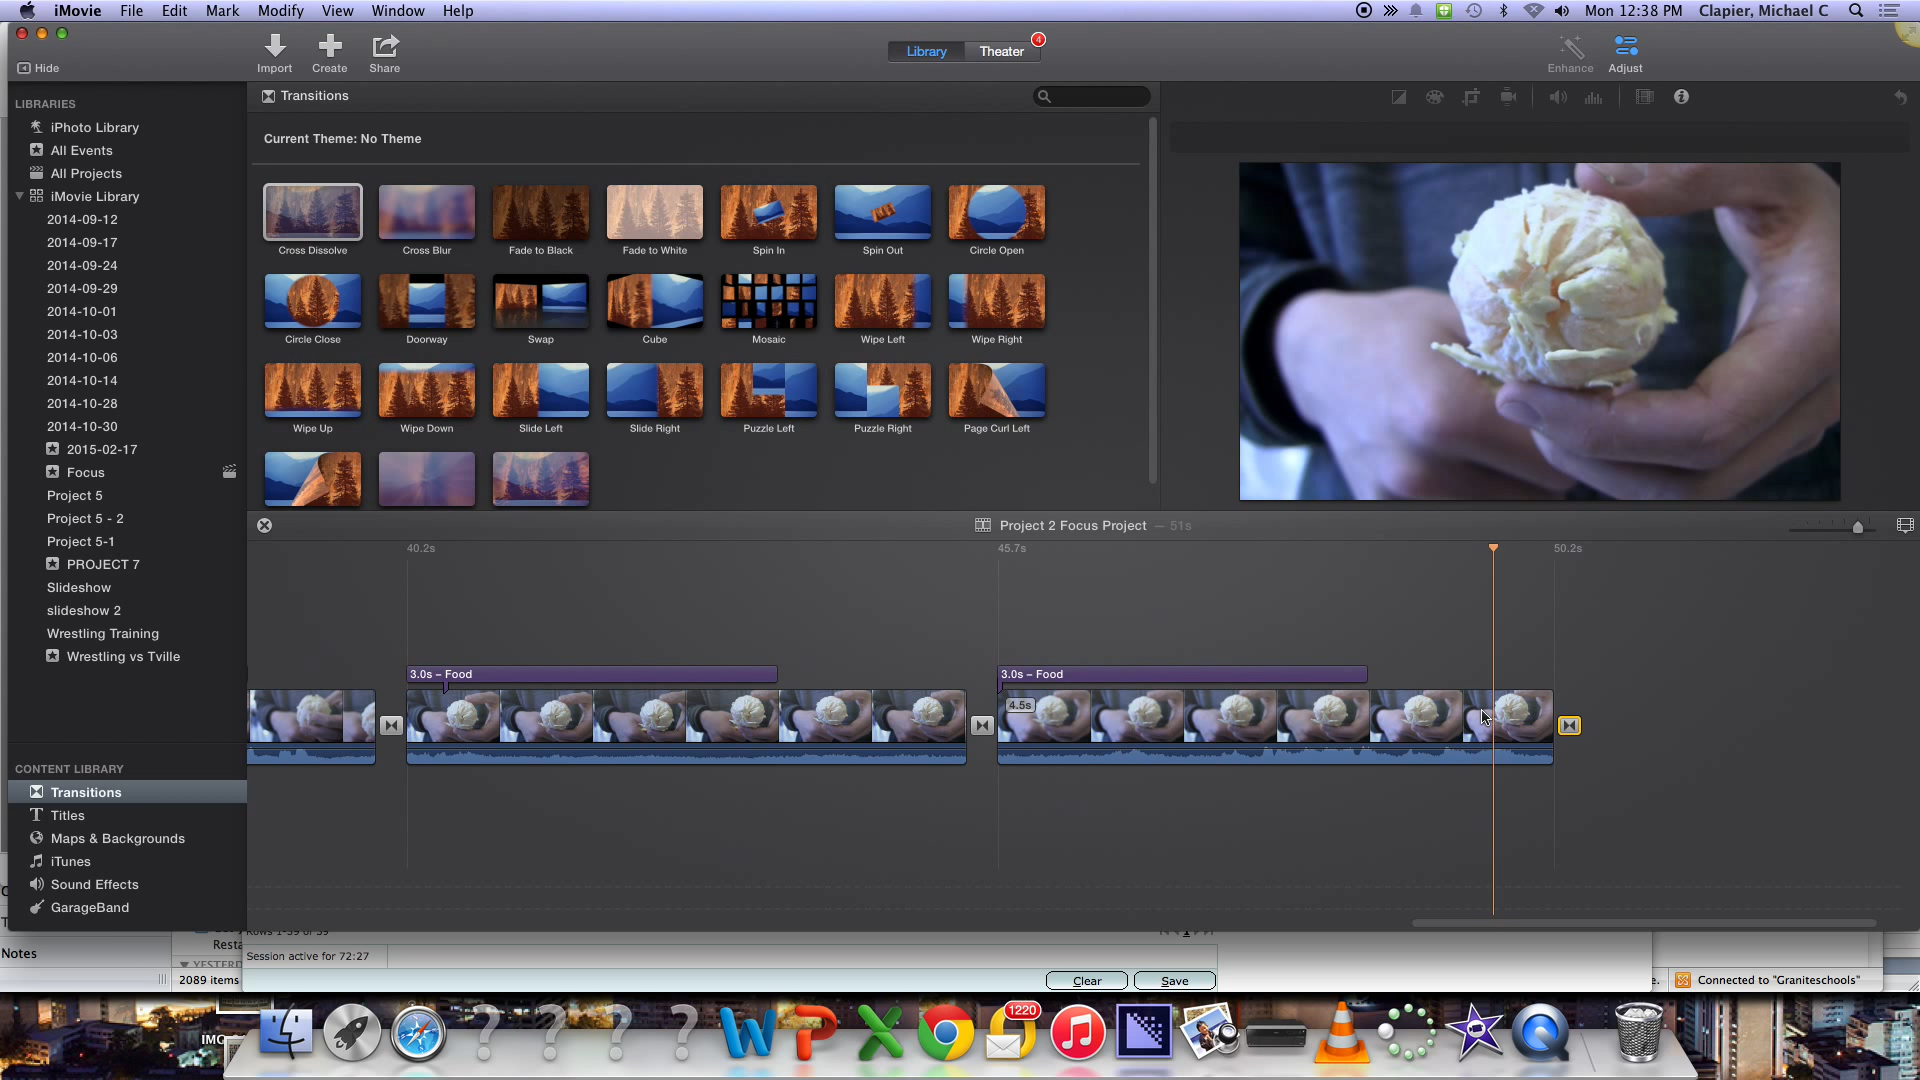 iMovie File Edit Mark Modify View Window Help Mon 12:38 PM Clapier, Michael C
Hide Import Create Share Library Theater 4 Enhance Adjust
LIBRARIES
iPhoto Library
All Events
All Projects
iMovie Library
2014-09-12
2014-09-17
2014-09-24
2014-09-29
2014-10-01
2014-10-03
2014-10-06
2014-10-14
2014-10-28
2014-10-30
2015-02-17
Focus
Project 5
Project 5 - 2
Project 5-1
PROJECT 7
Slideshow
slideshow 2
Wrestling Training
Wrestling vs Tville
CONTENT LIBRARY
Transitions
Titles
Maps & Backgrounds
iTunes
Sound Effects
GarageBand
Transitions
Current Theme: No Theme
Cross Dissolve Cross Blur Fade to Black Fade to White Spin In Spin Out Circle Open
Circle Close Doorway Swap Cube Mosaic Wipe Left Wipe Right
Wipe Up Wipe Down Slide Left Slide Right Puzzle Left Puzzle Right Page Curl Left
Project 2 Focus Project — 51s
40.2s 45.7s 50.2s
3.0s – Food 3.0s – Food
4.5s
Rows 1-39 of 39
Notes Resta
Session active for 72:27
YESTERD
2089 items Clear Save e. Connected to "Graniteschools"
IMC
1220